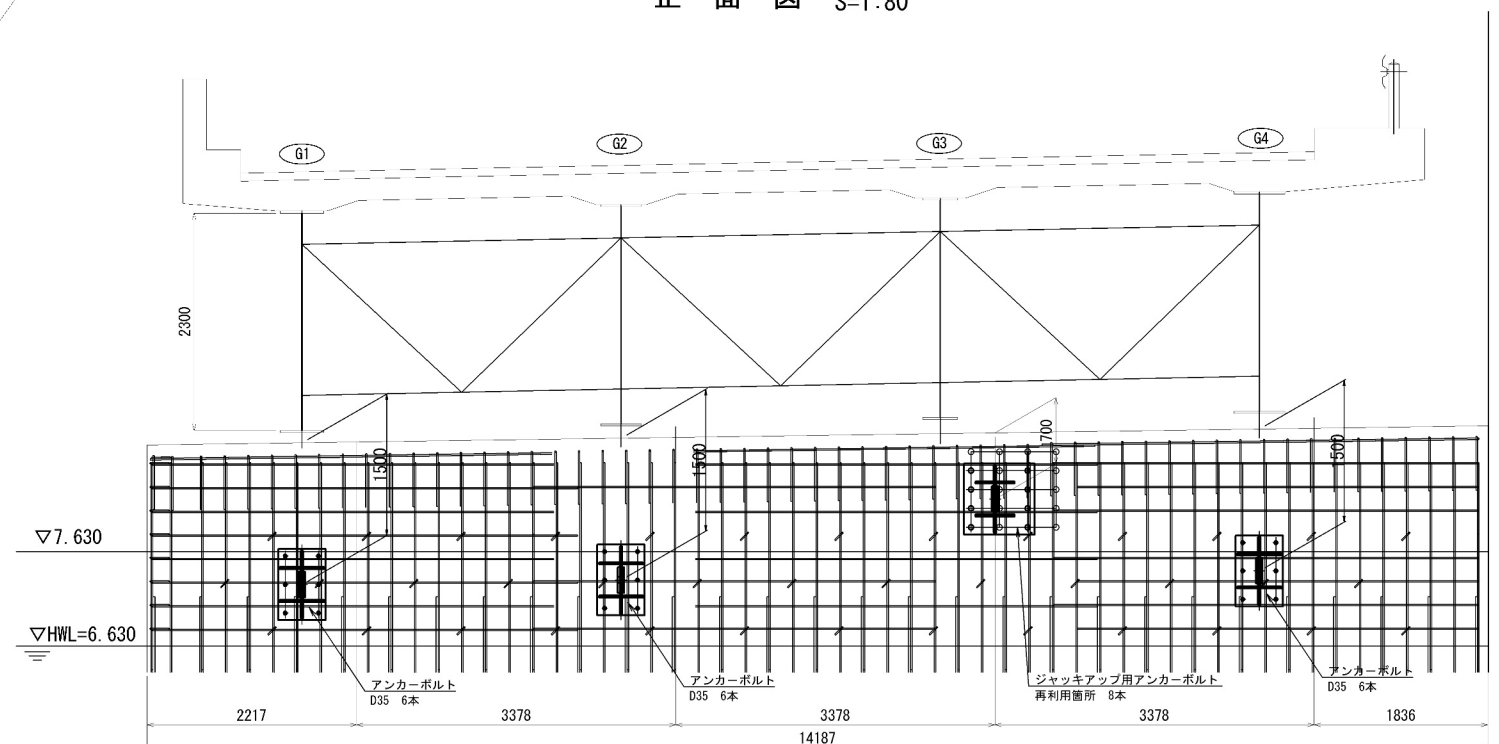 正 面 図 S=1:80
G1
G2
G3
G4
2300
1500
1500
700
1500
▽7.630
▽HWL=6.630
アンカーボルト
D35 6本
アンカーボルト
D35 6本
ジャッキアップ用アンカーボルト
再利用箇所 8本
アンカーボルト
D35 6本
2217
3378
3378
3378
1836
14187